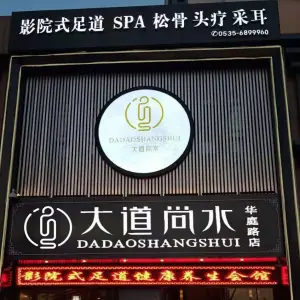 影院式足道 SPA 松骨 头疗 采耳
✆0535-6899960
DADAOSHANGSHUI
大道尚水
大道尚水
华庭路店
DADAOSHANGSHUI
影院式足道健康养生会馆